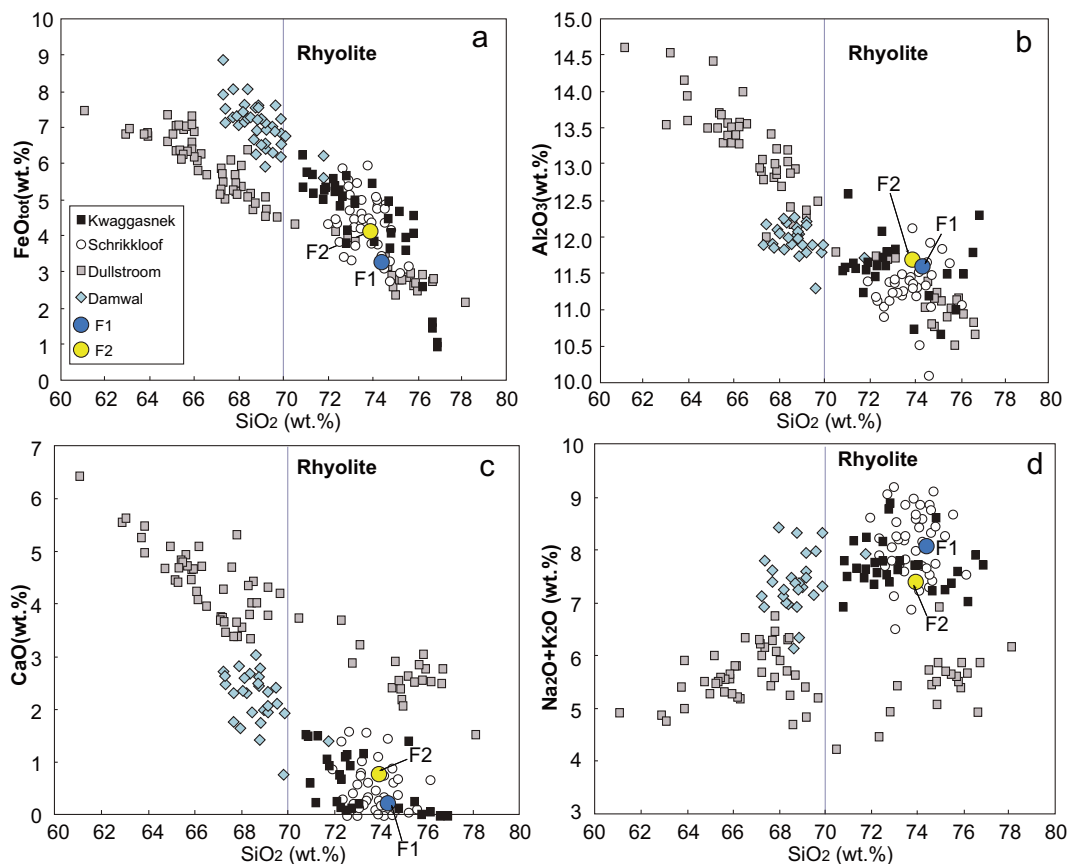 a
Rhyolite
10
9
8
7
6
5
4
3
2
1
0
FeOtot(wt.%)
Kwaggasnek
Schrikkloof
Dullstroom
Damwal
F1
F2
F2
F1
60 62 64 66 68 70 72 74 76 78 80
SiO2 (wt.%)
b
Rhyolite
15.0
14.5
14.0
13.5
13.0
12.5
12.0
11.5
11.0
10.5
10.0
Al2O3(wt.%)
F2
F1
60 62 64 66 68 70 72 74 76 78 80
SiO2 (wt.%)
c
Rhyolite
7
6
5
4
3
2
1
0
CaO(wt.%)
F2
F1
60 62 64 66 68 70 72 74 76 78 80
SiO2 (wt.%)
d
Rhyolite
10
9
8
7
6
5
4
3
Na2O+K2O (wt.%)
F1
F2
60 62 64 66 68 70 72 74 76 78 80
SiO2 (wt.%)